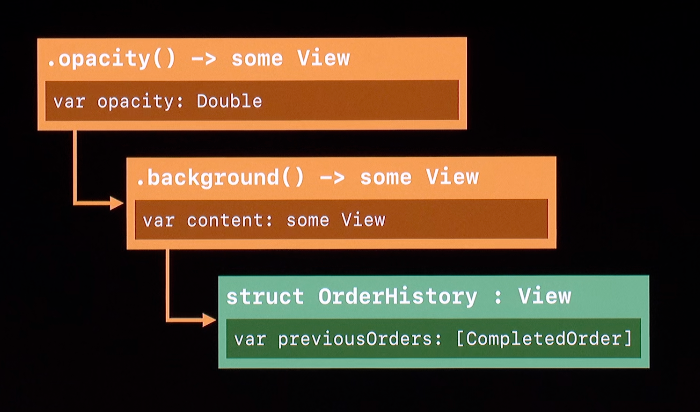 .opacity() -> some View
var opacity: Double
.background() -> some View
var content: some View
struct OrderHistory : View
var previousOrders: [CompletedOrder]